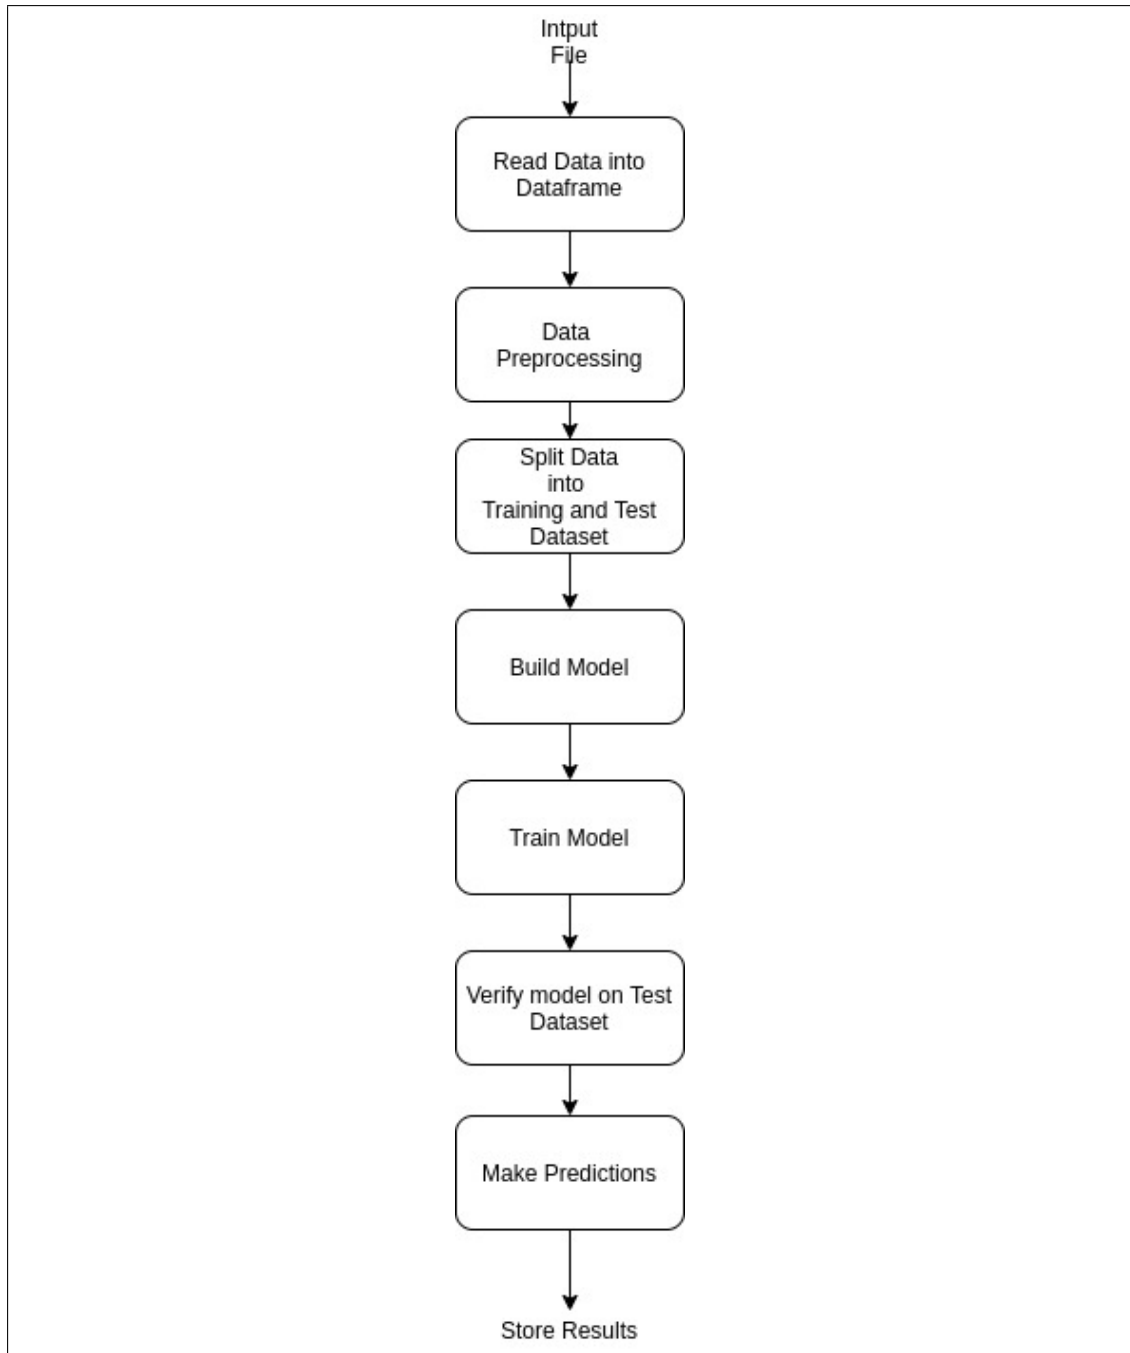 Intput
File
Read Data into
Dataframe
Data
Preprocessing
Split Data
into
Training and Test
Dataset
Build Model
Train Model
Verify model on Test
Dataset
Make Predictions
Store Results